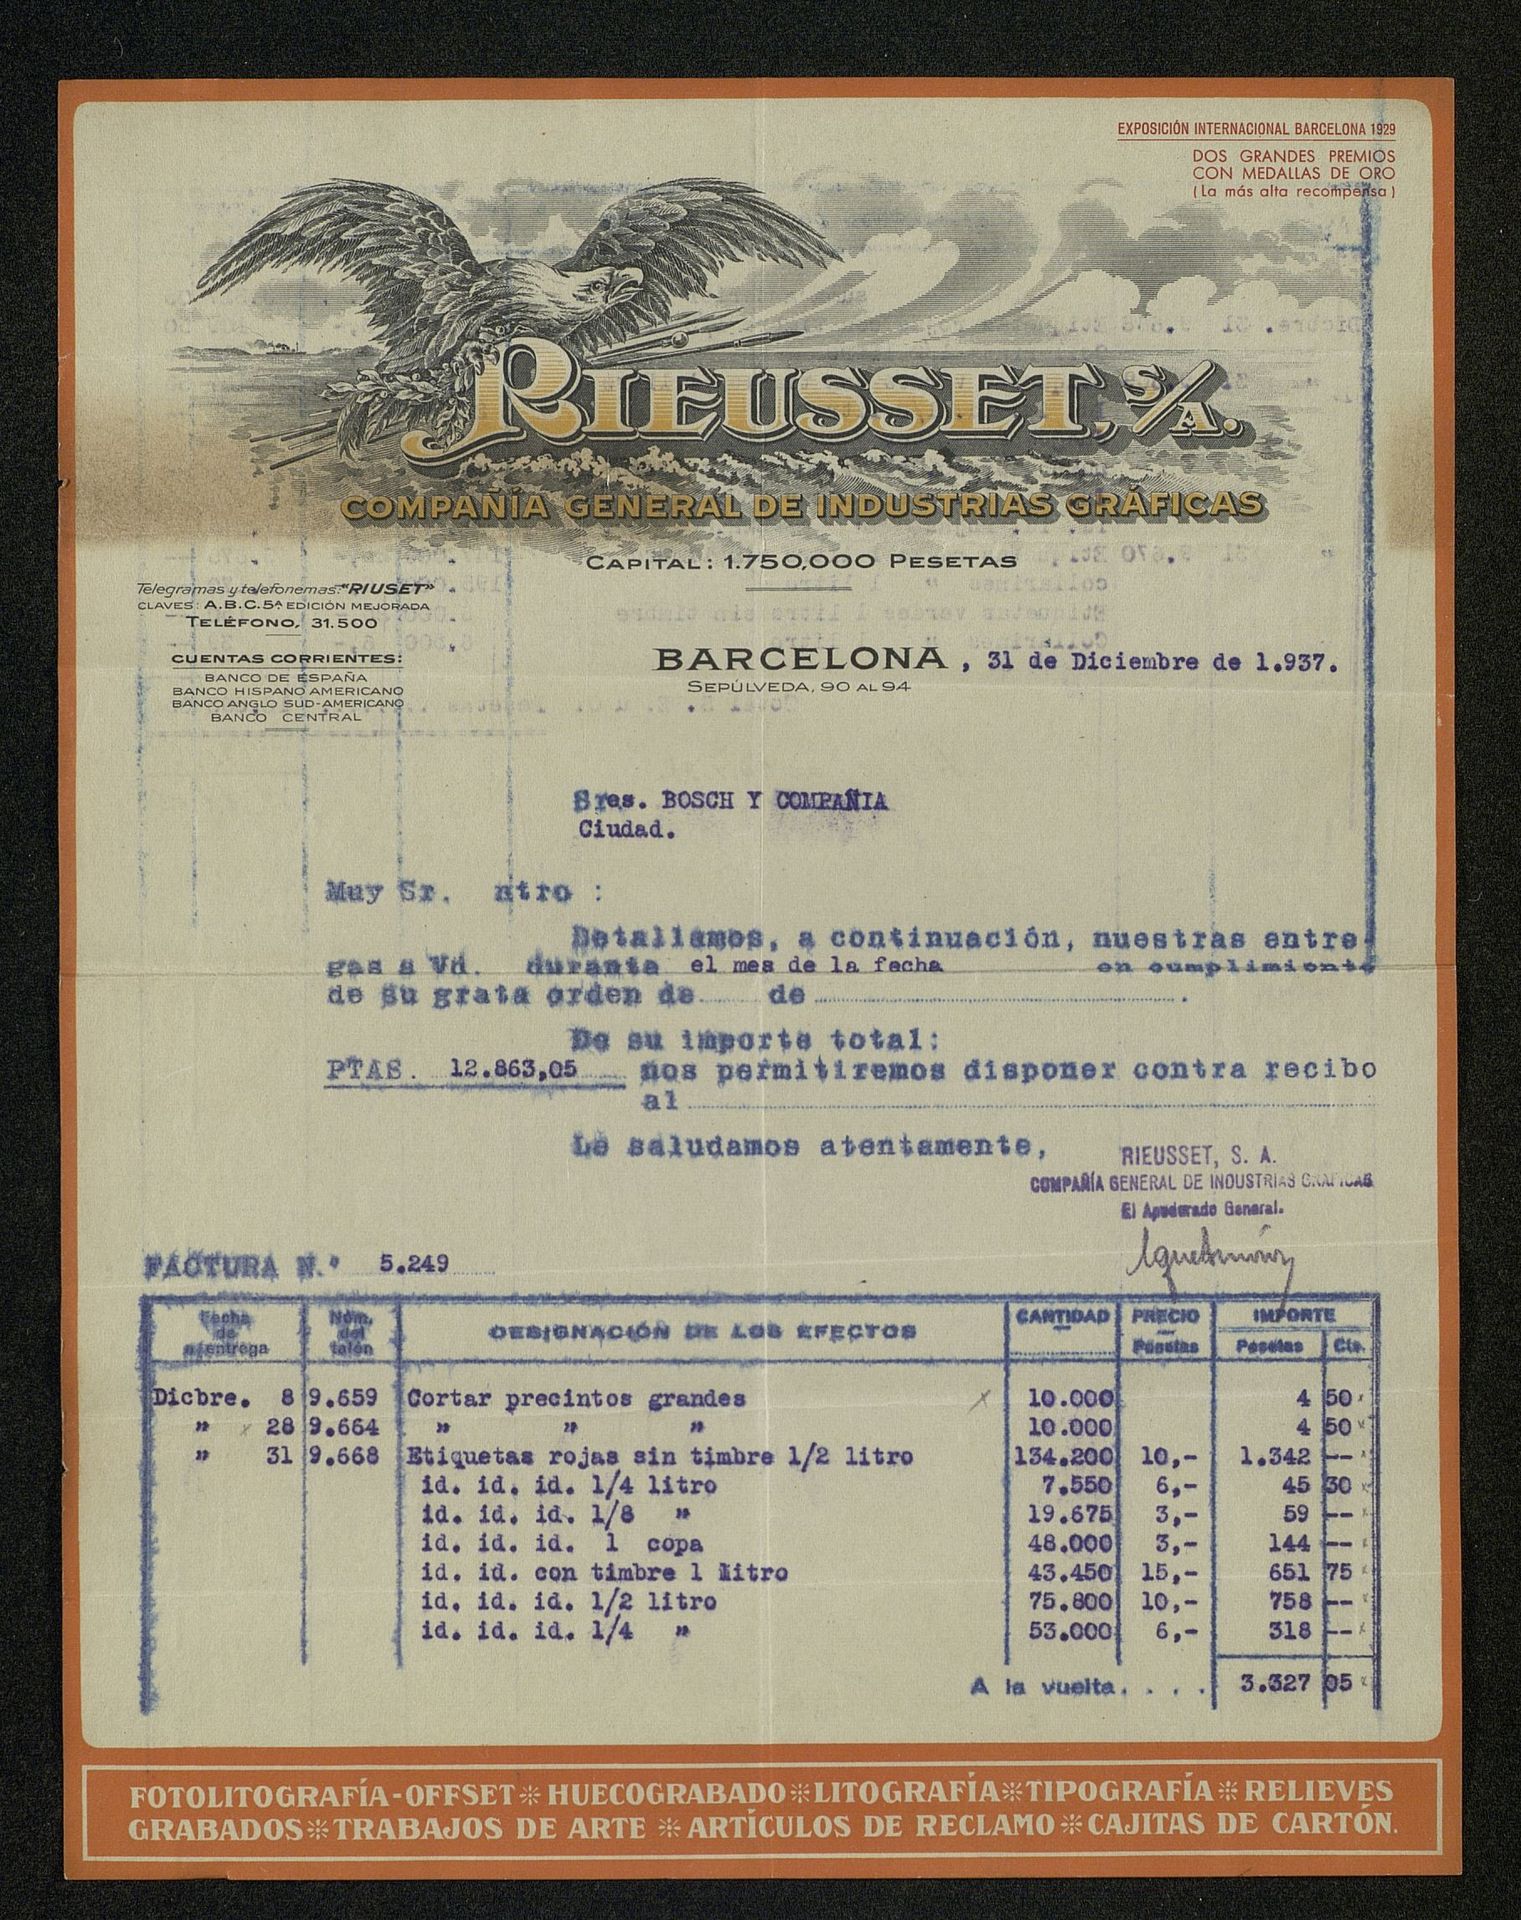 EXPOSICIÓN INTERNACIONAL BARCELONA 1929
DOS GRANDES PREMIOS
CON MEDALLAS DE ORO
(La más alta recompensa)
RIEUSSET, S/A.
COMPAÑÍA GENERAL DE INDUSTRIAS GRÁFICAS
CAPITAL: 1.750,000 PESETAS
Telegramas y telefonemas: "RIUSET"
CLAVES: A.B.C. 5ª EDICIÓN MEJORADA
TELÉFONO, 31.500
CUENTAS CORRIENTES:
BANCO DE ESPAÑA
BANCO HISPANO AMERICANO
BANCO ANGLO SUD-AMERICANO
BANCO CENTRAL
BARCELONA, 31 de Diciembre de 1.937.
SEPÚLVEDA, 90 AL 94
Sres. BOSCH Y COMPAÑIA
Ciudad.
Muy Sr. ntro :
Detallamos, a continuación, nuestras entre-
gas a Vd. durante el mes de la fecha en cumplimiento
de su grata orden de de
De su importe total:
PTAS. 12.863,05 nos permitiremos disponer contra recibo
al
Le saludamos atentamente,
RIEUSSET, S. A.
COMPAÑÍA GENERAL DE INDUSTRIAS GRAFICAS
El Apoderado General.
FACTURA N.º 5.249
Fecha de entrega Núm. del talón DESIGNACIÓN DE LOS EFECTOS CANTIDAD PRECIO Pesetas IMPORTE Pesetas Cts.
Dicbre. 8 9.659 Cortar precintos grandes 10.000 4 50
" 28 9.664 " " " 10.000 4 50
" 31 9.668 Etiquetas rojas sin timbre 1/2 litro 134.200 10,- 1.342 --
id. id. id. 1/4 litro 7.550 6,- 45 30
id. id. id. 1/8 " 19.675 3,- 59 --
id. id. id. 1 copa 48.000 3,- 144 --
id. id. con timbre 1 litro 43.450 15,- 651 75
id. id. id. 1/2 litro 75.800 10,- 758 --
id. id. id. 1/4 " 53.000 6,- 318 --
A la vuelta. . . . 3.327 05
FOTOLITOGRAFÍA-OFFSET * HUECOGRABADO * LITOGRAFÍA * TIPOGRAFÍA * RELIEVES
GRABADOS * TRABAJOS DE ARTE * ARTÍCULOS DE RECLAMO * CAJITAS DE CARTÓN.